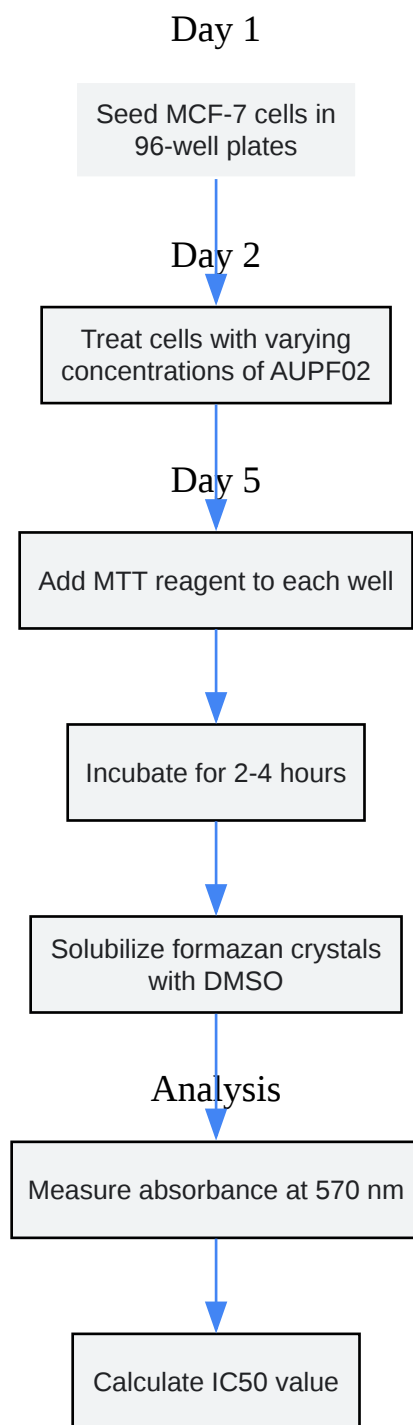 Day 1
Seed MCF-7 cells in
96-well plates
Day 2
Treat cells with varying
concentrations of AUPF02
Day 5
Add MTT reagent to each well
Incubate for 2-4 hours
Solubilize formazan crystals
with DMSO
Analysis
Measure absorbance at 570 nm
Calculate IC50 value